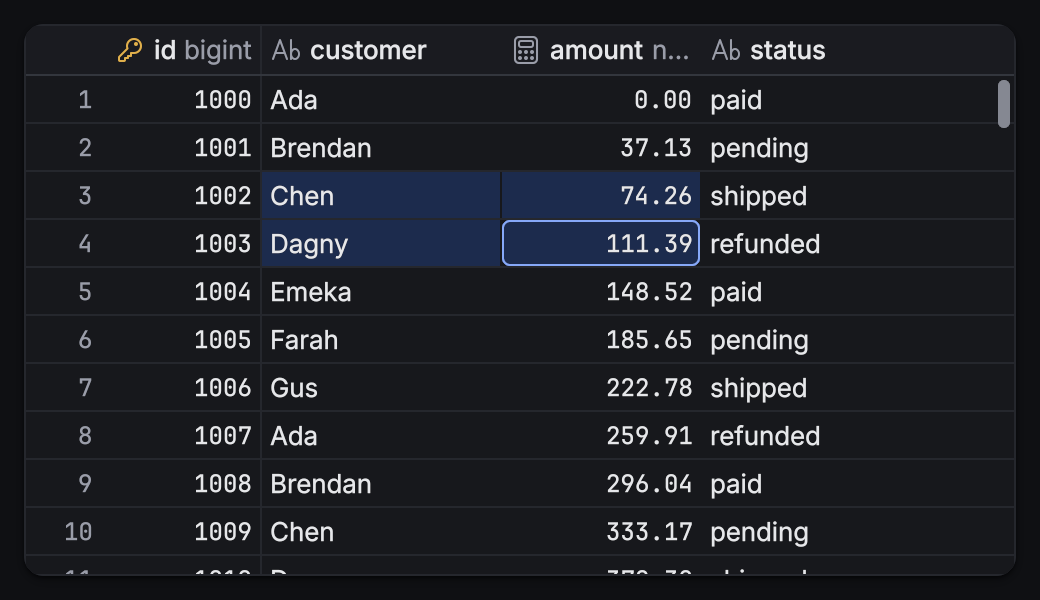 id bigint Ab customer amount n... Ab status
1 1000 Ada 0.00 paid
2 1001 Brendan 37.13 pending
3 1002 Chen 74.26 shipped
4 1003 Dagny 111.39 refunded
5 1004 Emeka 148.52 paid
6 1005 Farah 185.65 pending
7 1006 Gus 222.78 shipped
8 1007 Ada 259.91 refunded
9 1008 Brendan 296.04 paid
10 1009 Chen 333.17 pending